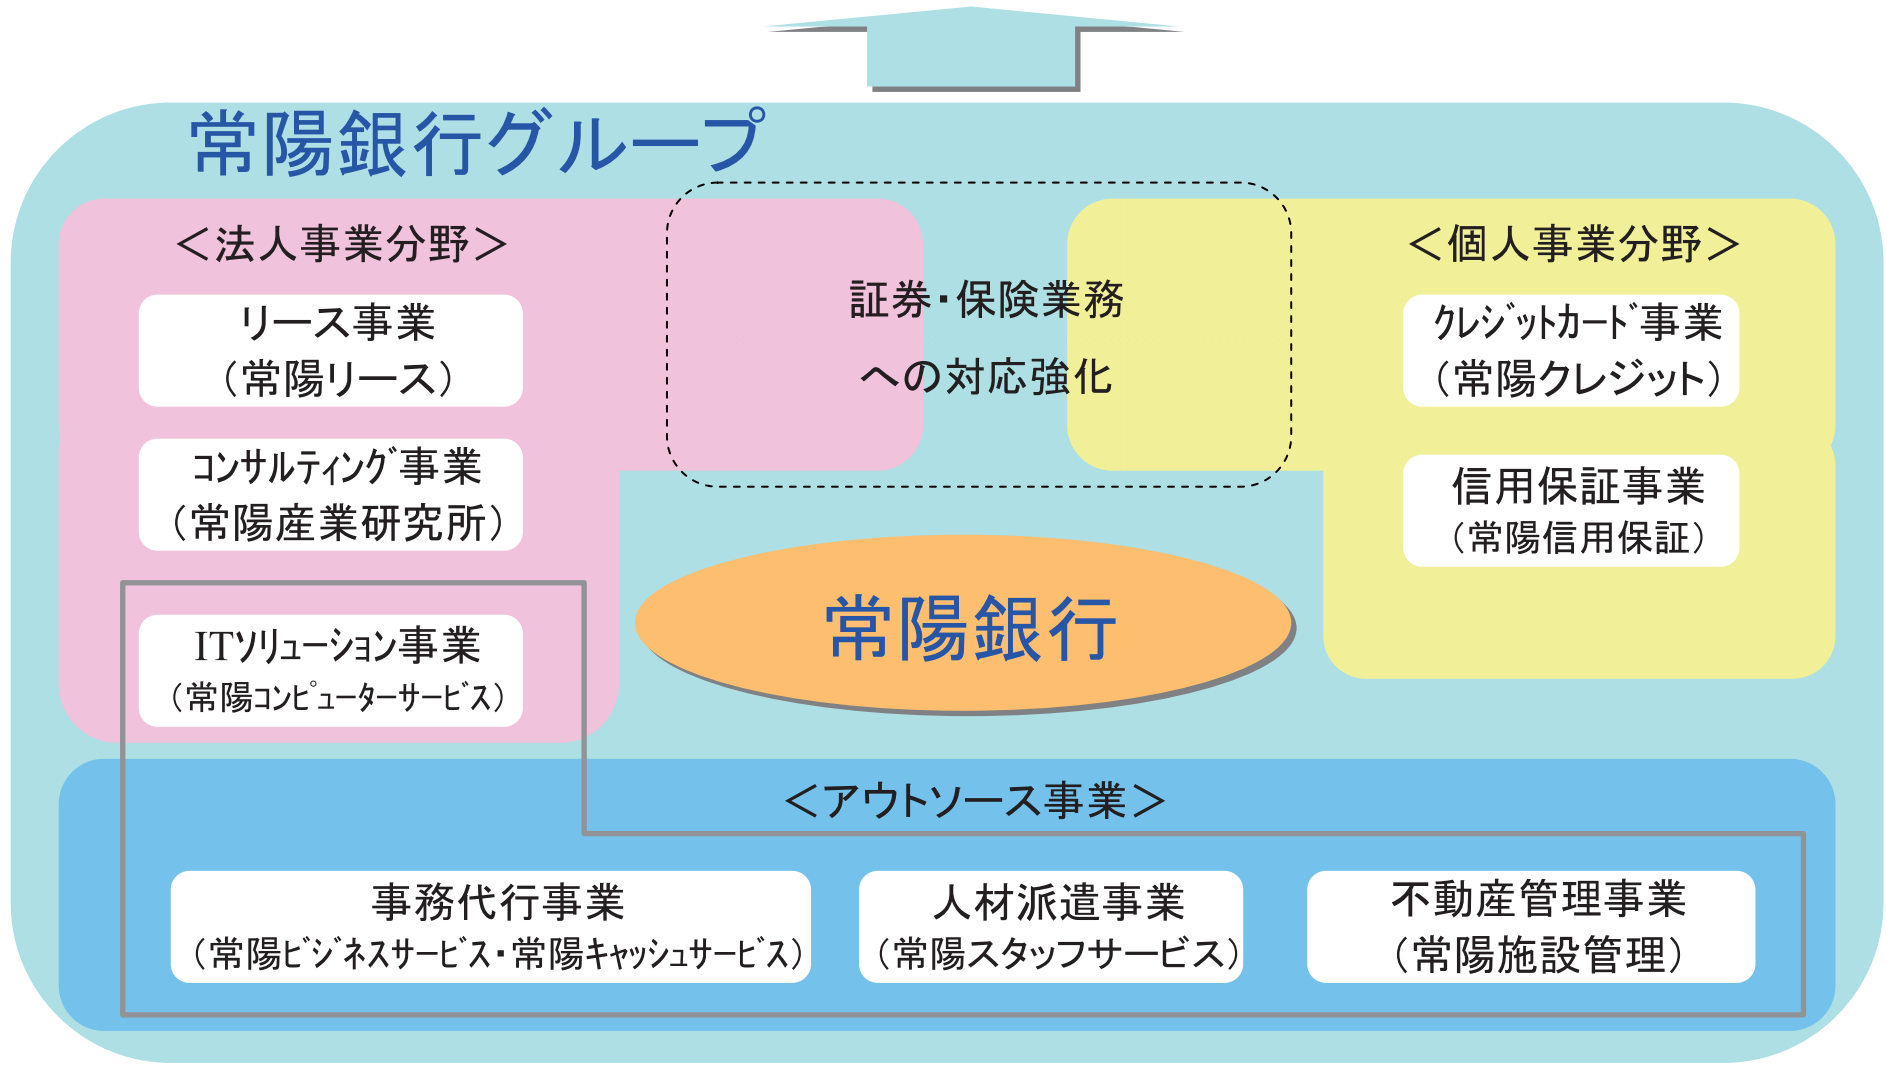 常陽銀行グループ
＜法人事業分野＞
リース事業
（常陽リース）
ｺﾝｻﾙﾃｨﾝｸﾞ事業
（常陽産業研究所）
ITｿﾘｭｰｼｮﾝ事業
（常陽ｺﾝﾋﾟｭｰﾀｰｻｰﾋﾞｽ）
証券・保険業務
への対応強化
＜個人事業分野＞
ｸﾚｼﾞｯﾄｶｰﾄﾞ事業
（常陽クレジット）
信用保証事業
（常陽信用保証）
常陽銀行
＜アウトソース事業＞
事務代行事業
（常陽ﾋﾞｼﾞﾈｽｻｰﾋﾞｽ・常陽ｷｬｯｼｭｻｰﾋﾞｽ）
人材派遣事業
（常陽スタッフサービス）
不動産管理事業
（常陽施設管理）